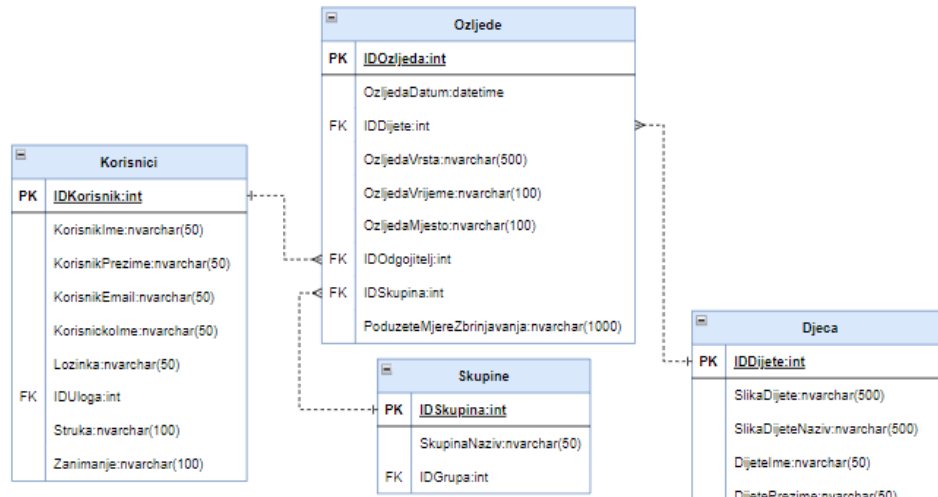 Ozljede
PK IDOzljeda:int
OzljedaDatum:datetime
FK IDDijete:int
OzljedaVrsta:nvarchar(500)
OzljedaVrijeme:nvarchar(100)
OzljedaMjesto:nvarchar(100)
FK IDOdgojitelj:int
FK IDSkupina:int
PoduzeteMjereZbrinjavanja:nvarchar(1000)
Korisnici
PK IDKorisnik:int
KorisnikIme:nvarchar(50)
KorisnikPrezime:nvarchar(50)
KorisnikEmail:nvarchar(50)
KorisnickoIme:nvarchar(50)
Lozinka:nvarchar(50)
FK IDUloga:int
Struka:nvarchar(100)
Zanimanje:nvarchar(100)
Skupine
PK IDSkupina:int
SkupinaNaziv:nvarchar(50)
FK IDGrupa:int
Djeca
PK IDDijete:int
SlikaDijete:nvarchar(500)
SlikaDijeteNaziv:nvarchar(500)
DijeteIme:nvarchar(50)
DijetePrezime:nvarchar(50)